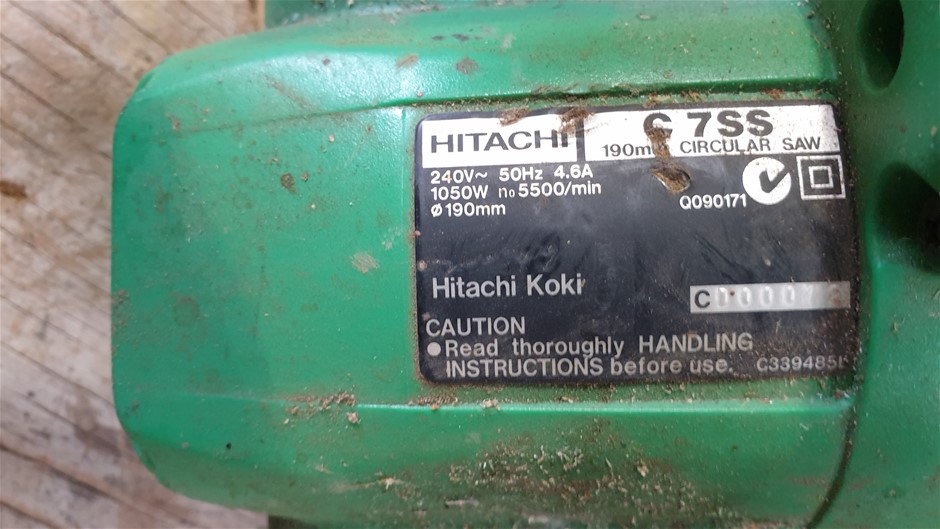 HITACHI
C 7SS
190mm CIRCULAR SAW
240V~ 50Hz 4.6A
1050W no 5500/min
ø190mm
Q090171
Hitachi Koki
CAUTION
●Read thoroughly HANDLING
INSTRUCTIONS before use.